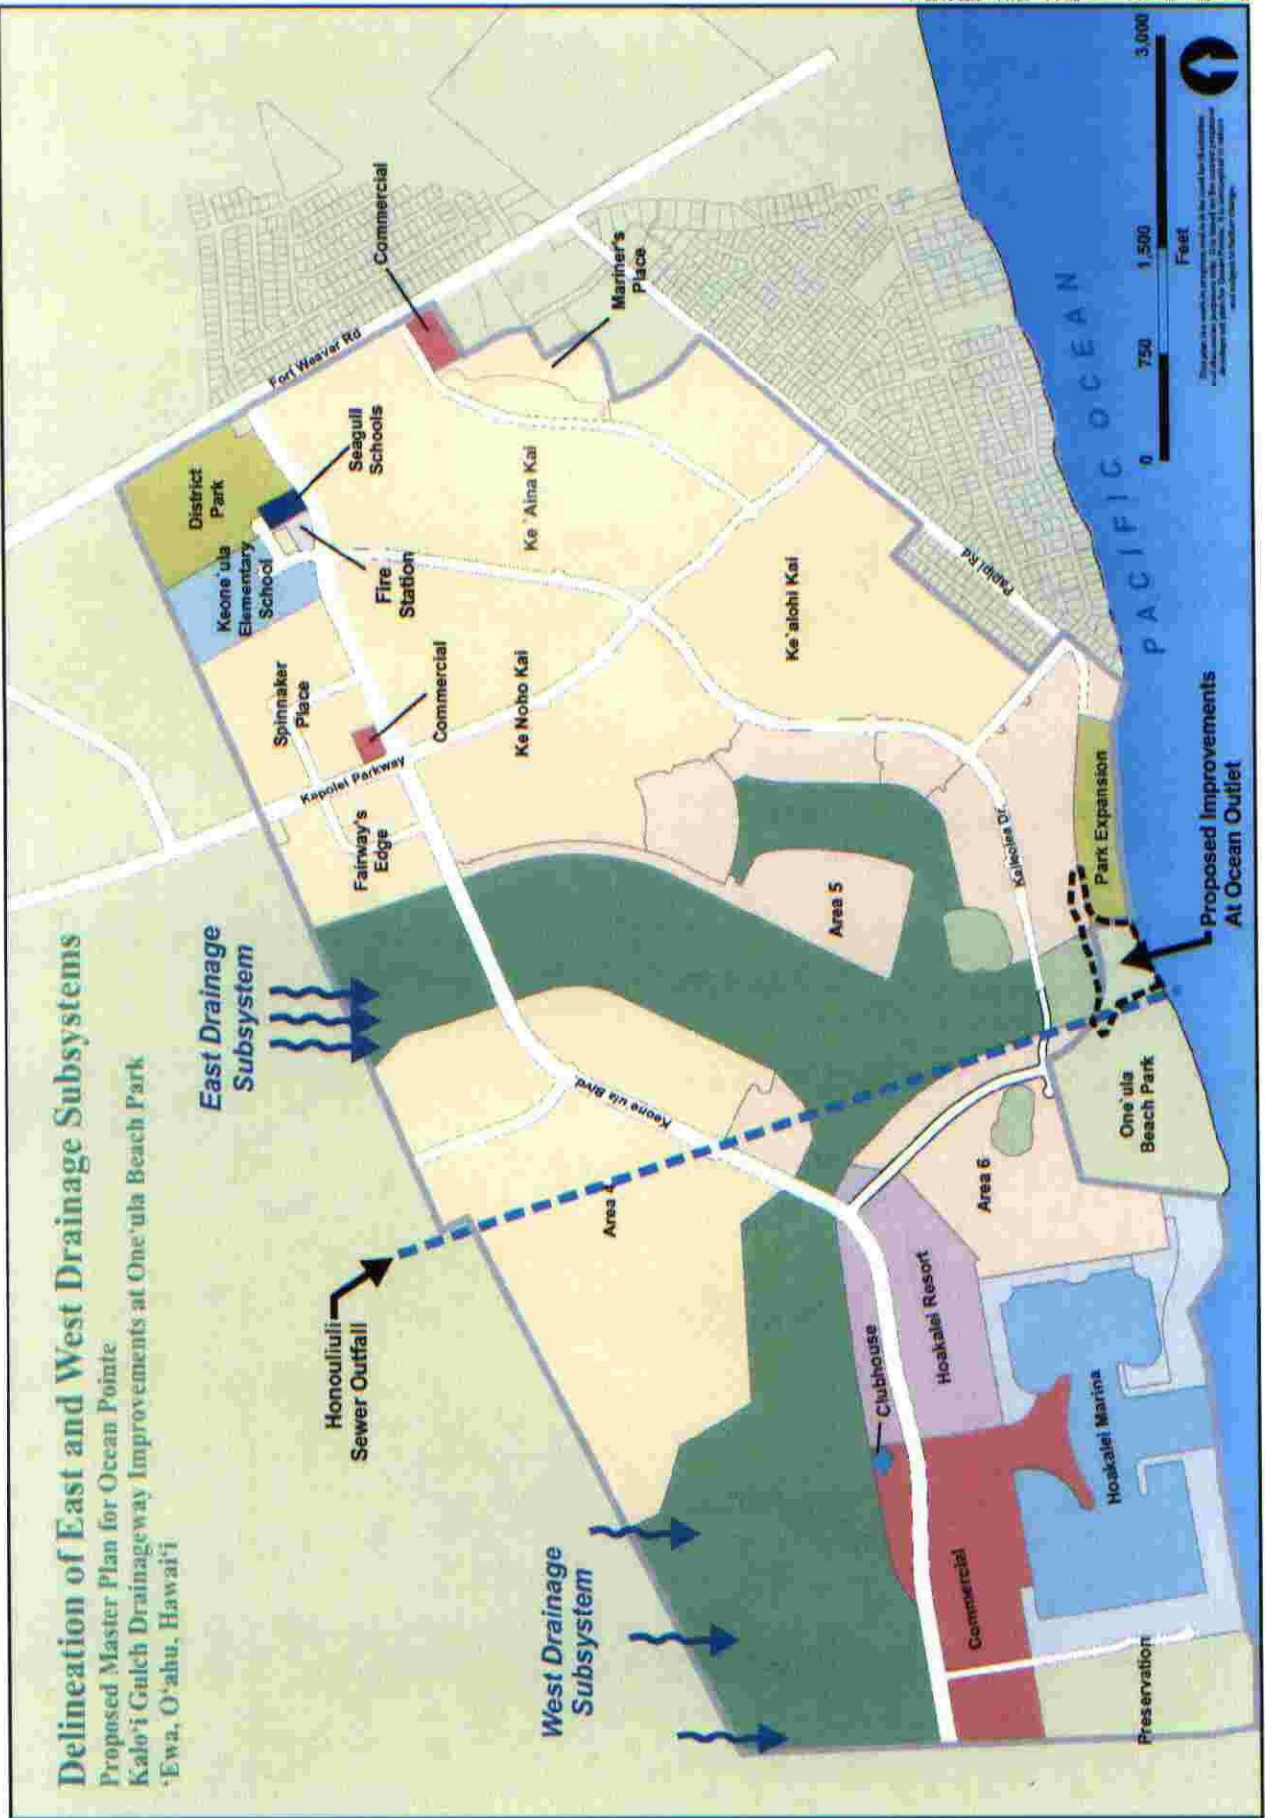 Delineation of East and West Drainage Subsystems
Proposed Master Plan for Ocean Pointe
Kalo'i Gulch Drainageway Improvements at One'ula Beach Park
'Ewa, O'ahu, Hawai'i
East Drainage
Subsystem
Honouliuli
Sewer Outfall
West Drainage
Subsystem
District
Park
Keone`ula
Elementary
School
Fort Weaver Rd
Commercial
Seagull
Schools
Fire
Station
Spinnaker
Place
Commercial
Kapolei Parkway
Fairway's
Edge
Mariner's
Place
Ke `Aina Kai
Ke Noho Kai
Ke`alohi Kai
Papipi Rd
Keone`ula Blvd
Area 4
Area 5
Kaileolea Dr.
Park Expansion
Proposed Improvements
At Ocean Outlet
One`ula
Beach Park
Area 6
Hoakalei Resort
Clubhouse
Hoakalei Marina
Commercial
Preservation
PACIFIC OCEAN
0 750 1,500 3,000
Feet